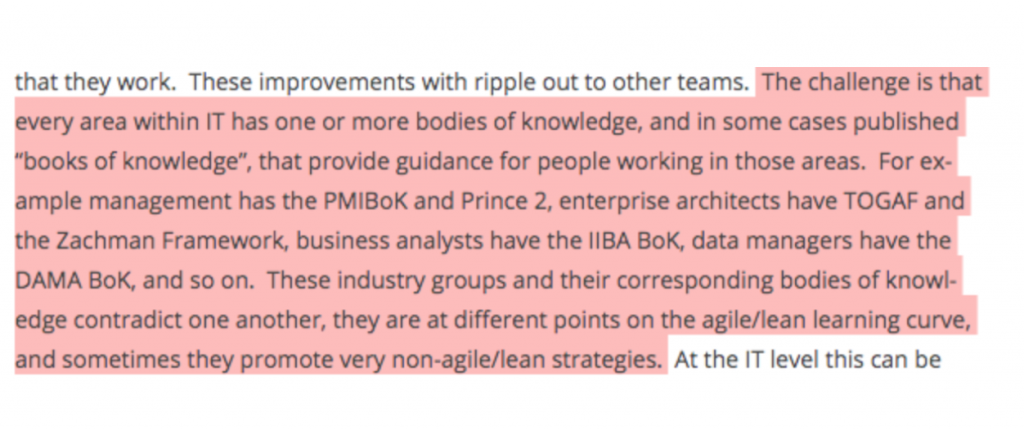 that they work.  These improvements with ripple out to other teams.  The challenge is that
every area within IT has one or more bodies of knowledge, and in some cases published
“books of knowledge”, that provide guidance for people working in those areas.  For ex-
ample management has the PMIBoK and Prince 2, enterprise architects have TOGAF and
the Zachman Framework, business analysts have the IIBA BoK, data managers have the
DAMA BoK, and so on.  These industry groups and their corresponding bodies of knowl-
edge contradict one another, they are at different points on the agile/lean learning curve,
and sometimes they promote very non-agile/lean strategies.  At the IT level this can be